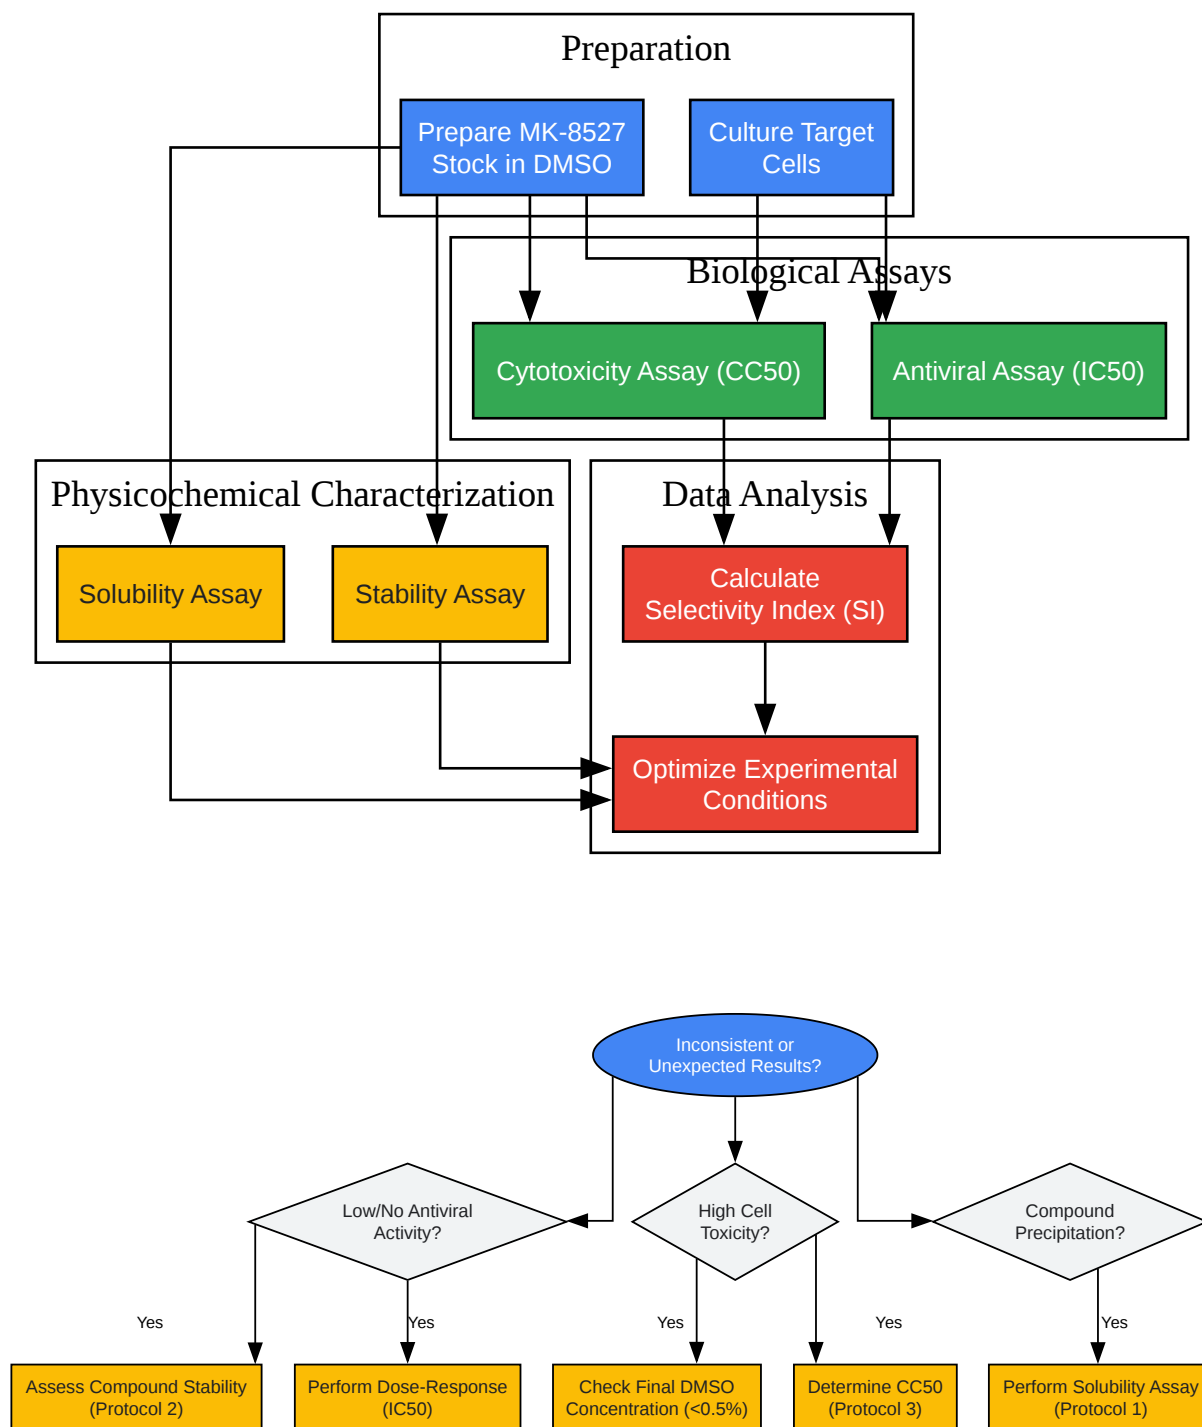 Preparation
Prepare MK-8527
Stock in DMSO
Culture Target
Cells
Biological Assays
Cytotoxicity Assay (CC50)
Antiviral Assay (IC50)
Physicochemical Characterization
Data Analysis
Solubility Assay
Stability Assay
Calculate
Selectivity Index (SI)
Optimize Experimental
Conditions
Inconsistent or
Unexpected Results?
Low/No Antiviral
Activity?
High Cell
Toxicity?
Compound
Precipitation?
Yes
Yes
Yes
Yes
Yes
Assess Compound Stability
(Protocol 2)
Perform Dose-Response
(IC50)
Check Final DMSO
Concentration (<0.5%)
Determine CC50
(Protocol 3)
Perform Solubility Assay
(Protocol 1)